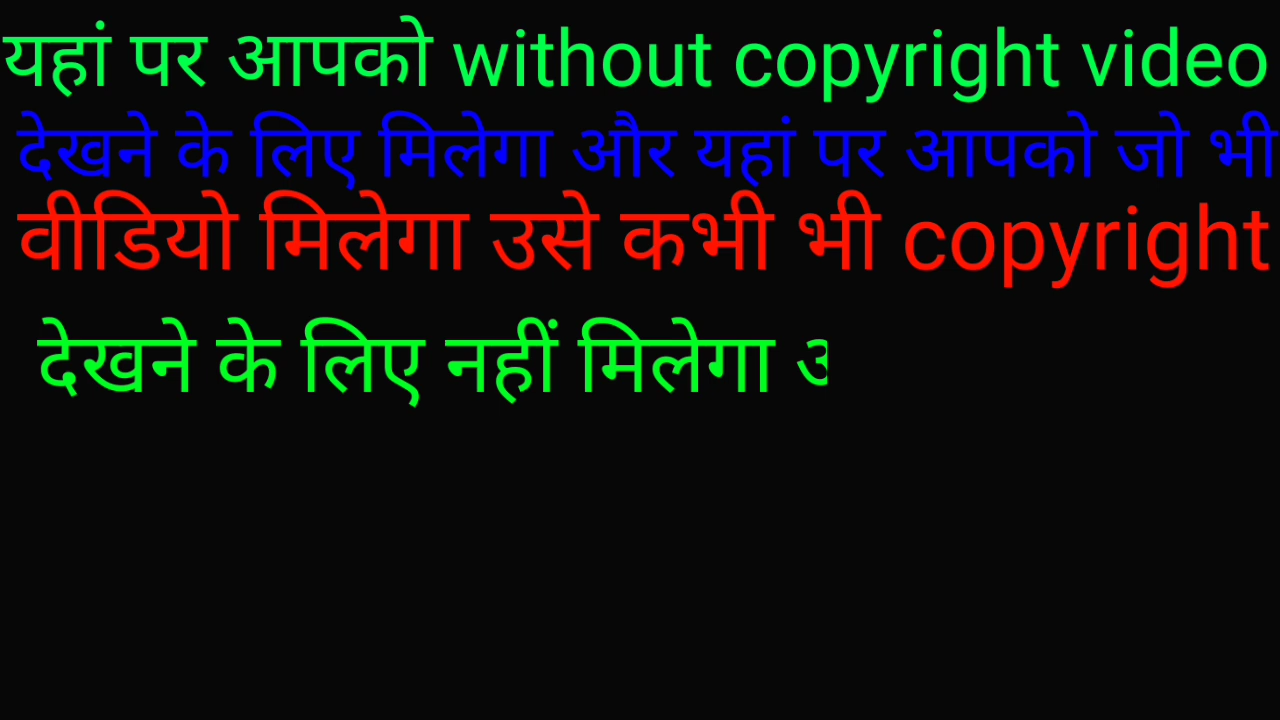 यहां पर आपको without copyright video
देखने के लिए मिलेगा और यहां पर आपको जो भी
वीडियो मिलेगा उसे कभी भी copyright
देखने के लिए नहीं मिलेगा